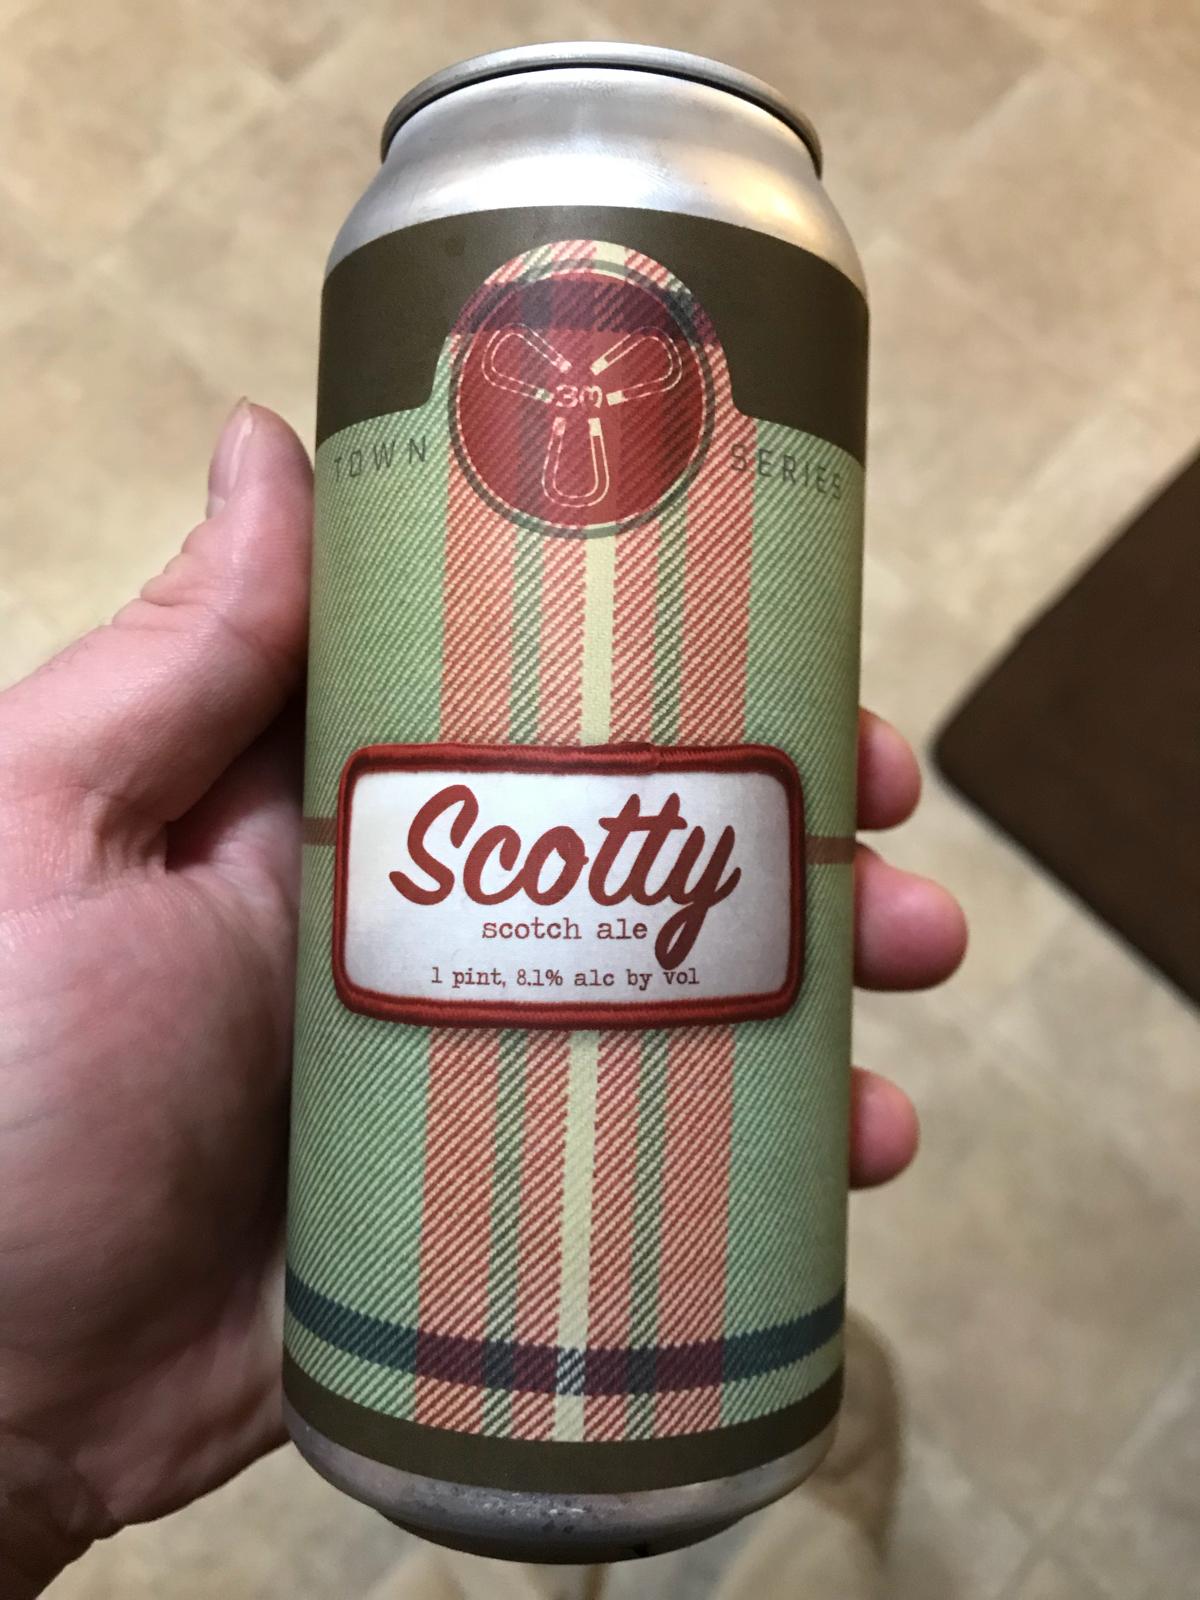 3M
TOWN SERIES
Scotty
scotch ale
1 pint, 8.1% alc by vol